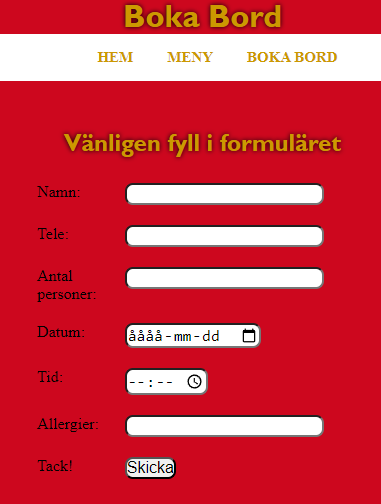 Boka Bord
HEM MENY BOKA BORD
Vänligen fyll i formuläret
Namn:
Tele:
Antal
personer:
Datum: åååå-mm-dd
Tid: --:--
Allergier:
Tack! Skicka